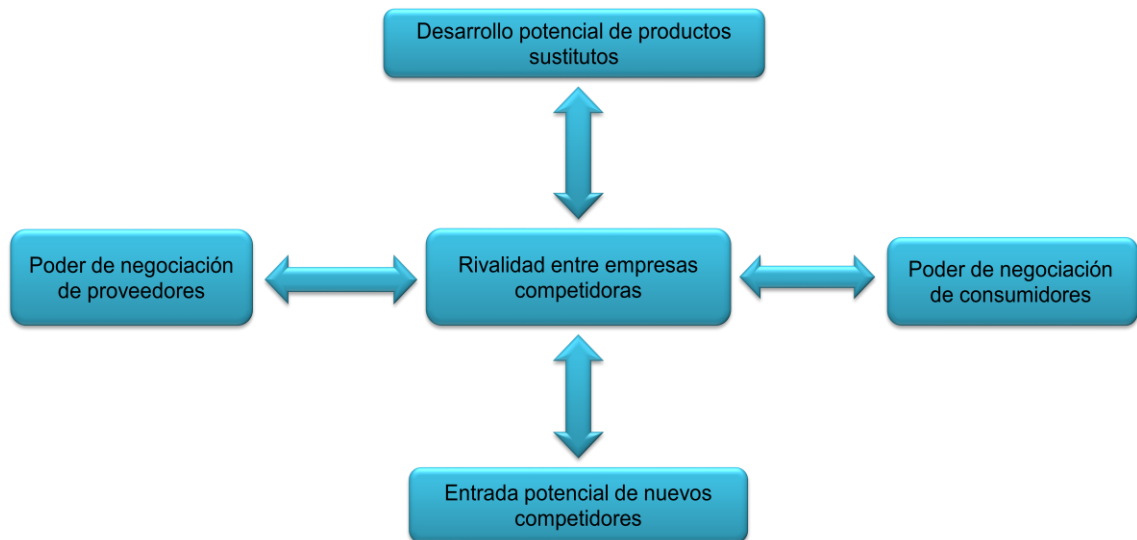 Desarrollo potencial de productos
sustitutos
Poder de negociación
de proveedores
Rivalidad entre empresas
competidoras
Poder de negociación
de consumidores
Entrada potencial de nuevos
competidores